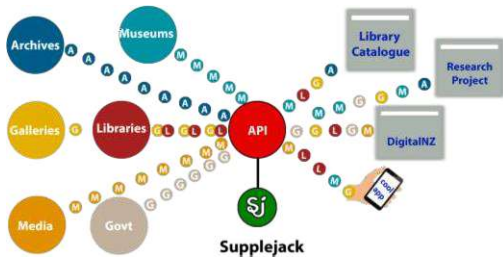 Museums
Archives
Library
Catalogue
Research
Project
Galleries
Libraries
API
DigitalNZ
Media
Govt
cool
app
Sj
Supplejack
A A A A A A A A A
M M M M M M
G
G L G L G L
M M M M M M M M M
G G G G G G
M L G A
M M G G M A
G G L G M
M L L M G